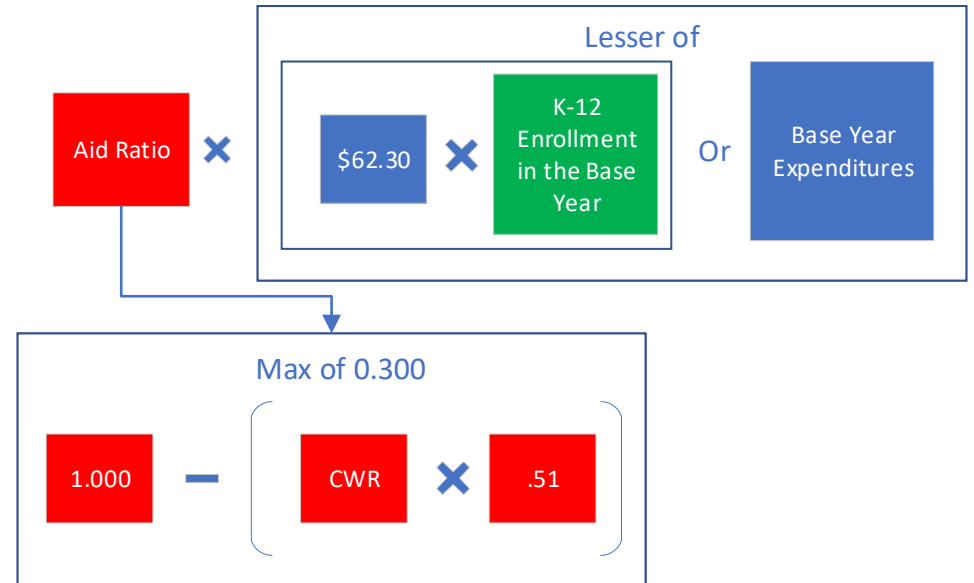 Lesser of
Aid Ratio
×
$62.30
×
K-12
Enrollment
in the Base
Year
Or
Base Year
Expenditures
Max of 0.300
1.000
−
(
CWR
×
.51
)